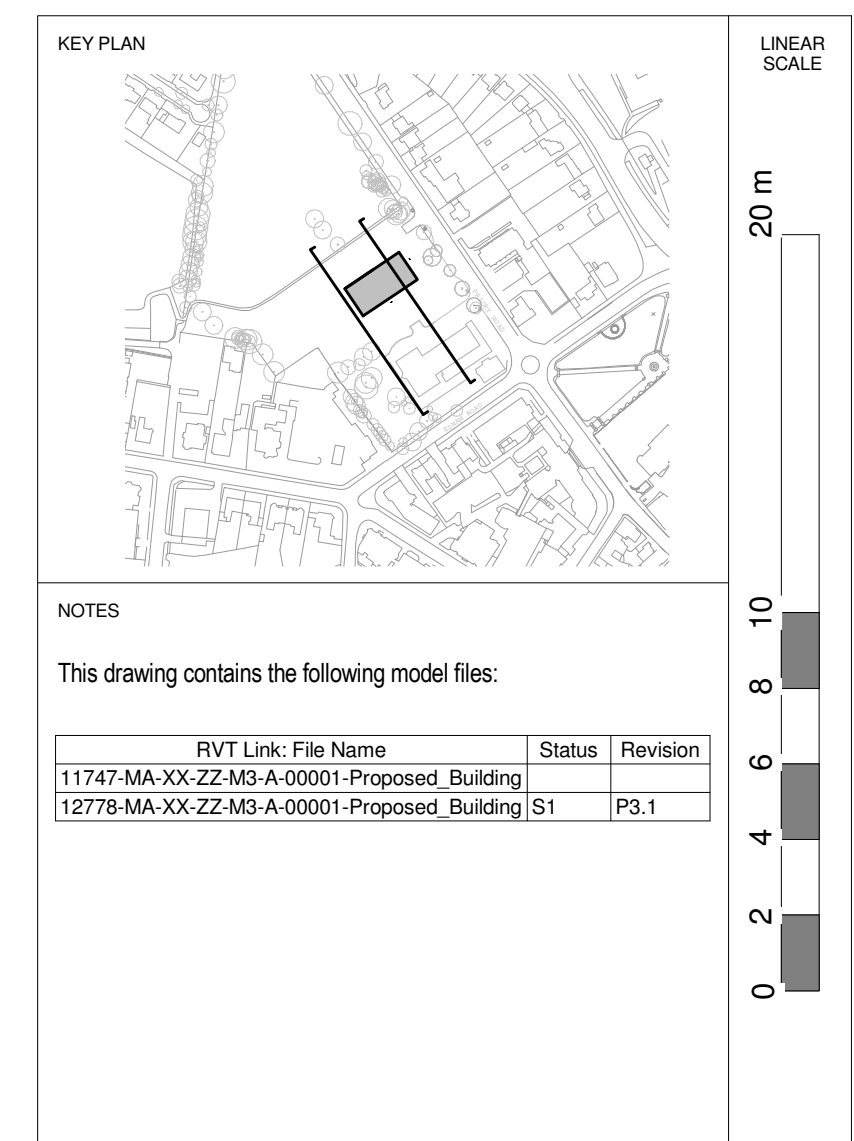 KEY PLAN
PRIORY ROAD
NOTES
This drawing contains the following model files:
RVT Link: File Name Status Revision
11747-MA-XX-ZZ-M3-A-00001-Proposed_Building
12778-MA-XX-ZZ-M3-A-00001-Proposed_Building S1 P3.1
LINEAR
SCALE
20 m
10
8
6
4
2
0